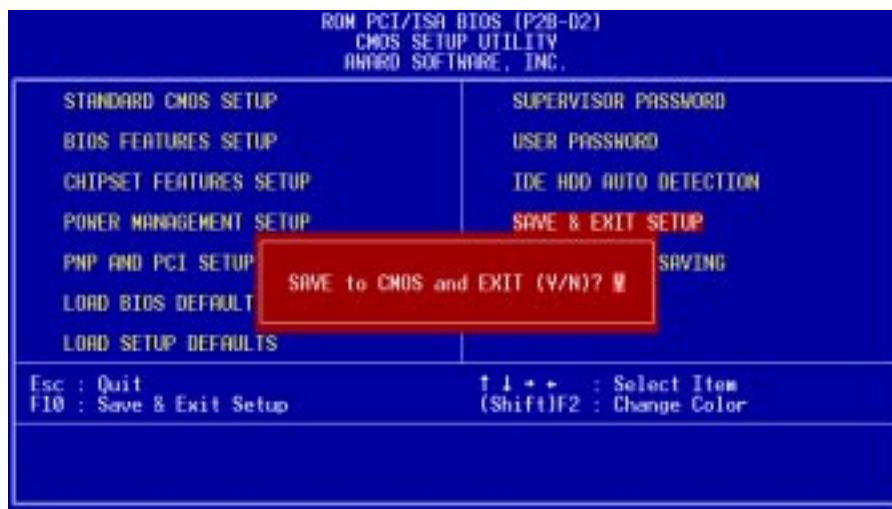 ROM PCI/ISA BIOS (P2B-D2)
CMOS SETUP UTILITY
AWARD SOFTWARE, INC.
STANDARD CMOS SETUP
BIOS FEATURES SETUP
CHIPSET FEATURES SETUP
POWER MANAGEMENT SETUP
PNP AND PCI SETUP
LOAD BIOS DEFAULT
LOAD SETUP DEFAULTS
SUPERVISOR PASSWORD
USER PASSWORD
IDE HDD AUTO DETECTION
SAVE & EXIT SETUP
SAVING
SAVE to CMOS and EXIT (Y/N)? Y
Esc : Quit
F10 : Save & Exit Setup
↑ ↓ → ← : Select Item
(Shift)F2 : Change Color